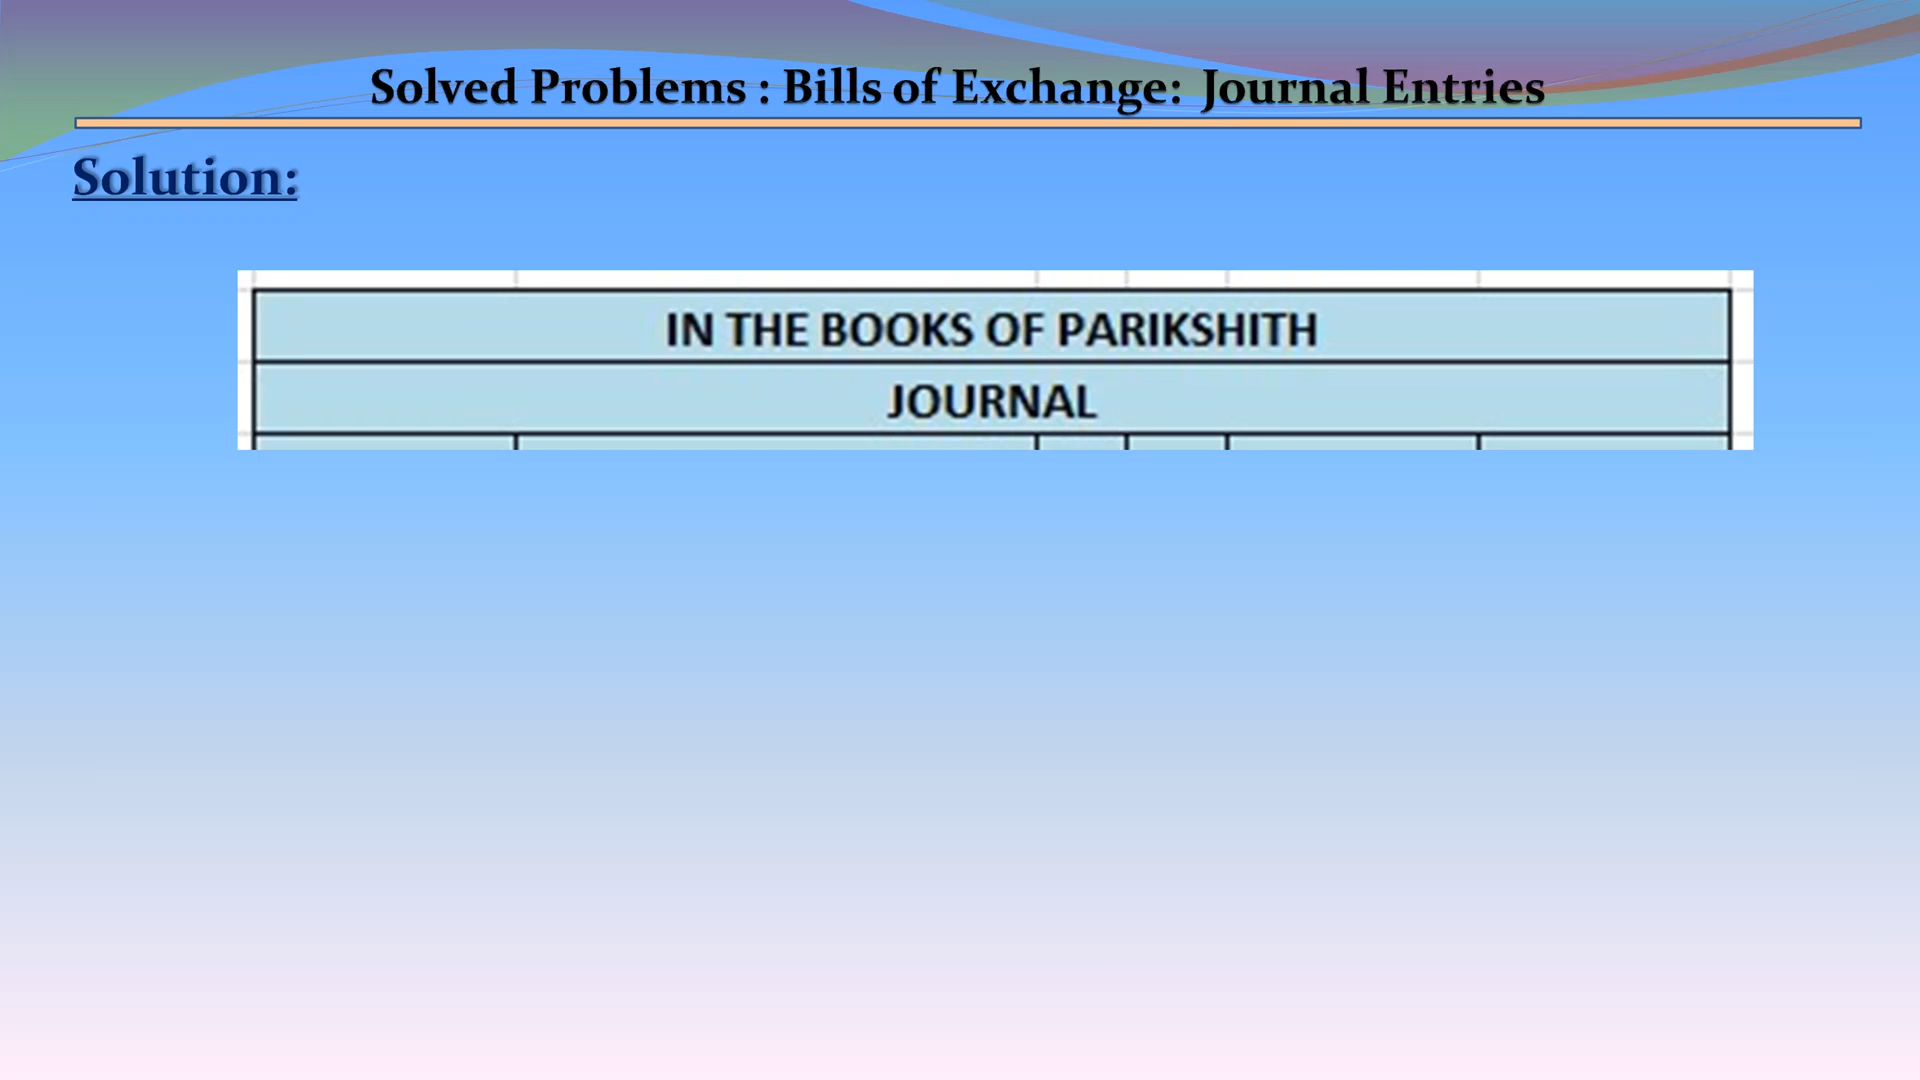 Solved Problems : Bills of Exchange: Journal Entries
Solution:
IN THE BOOKS OF PARIKSHITH
JOURNAL